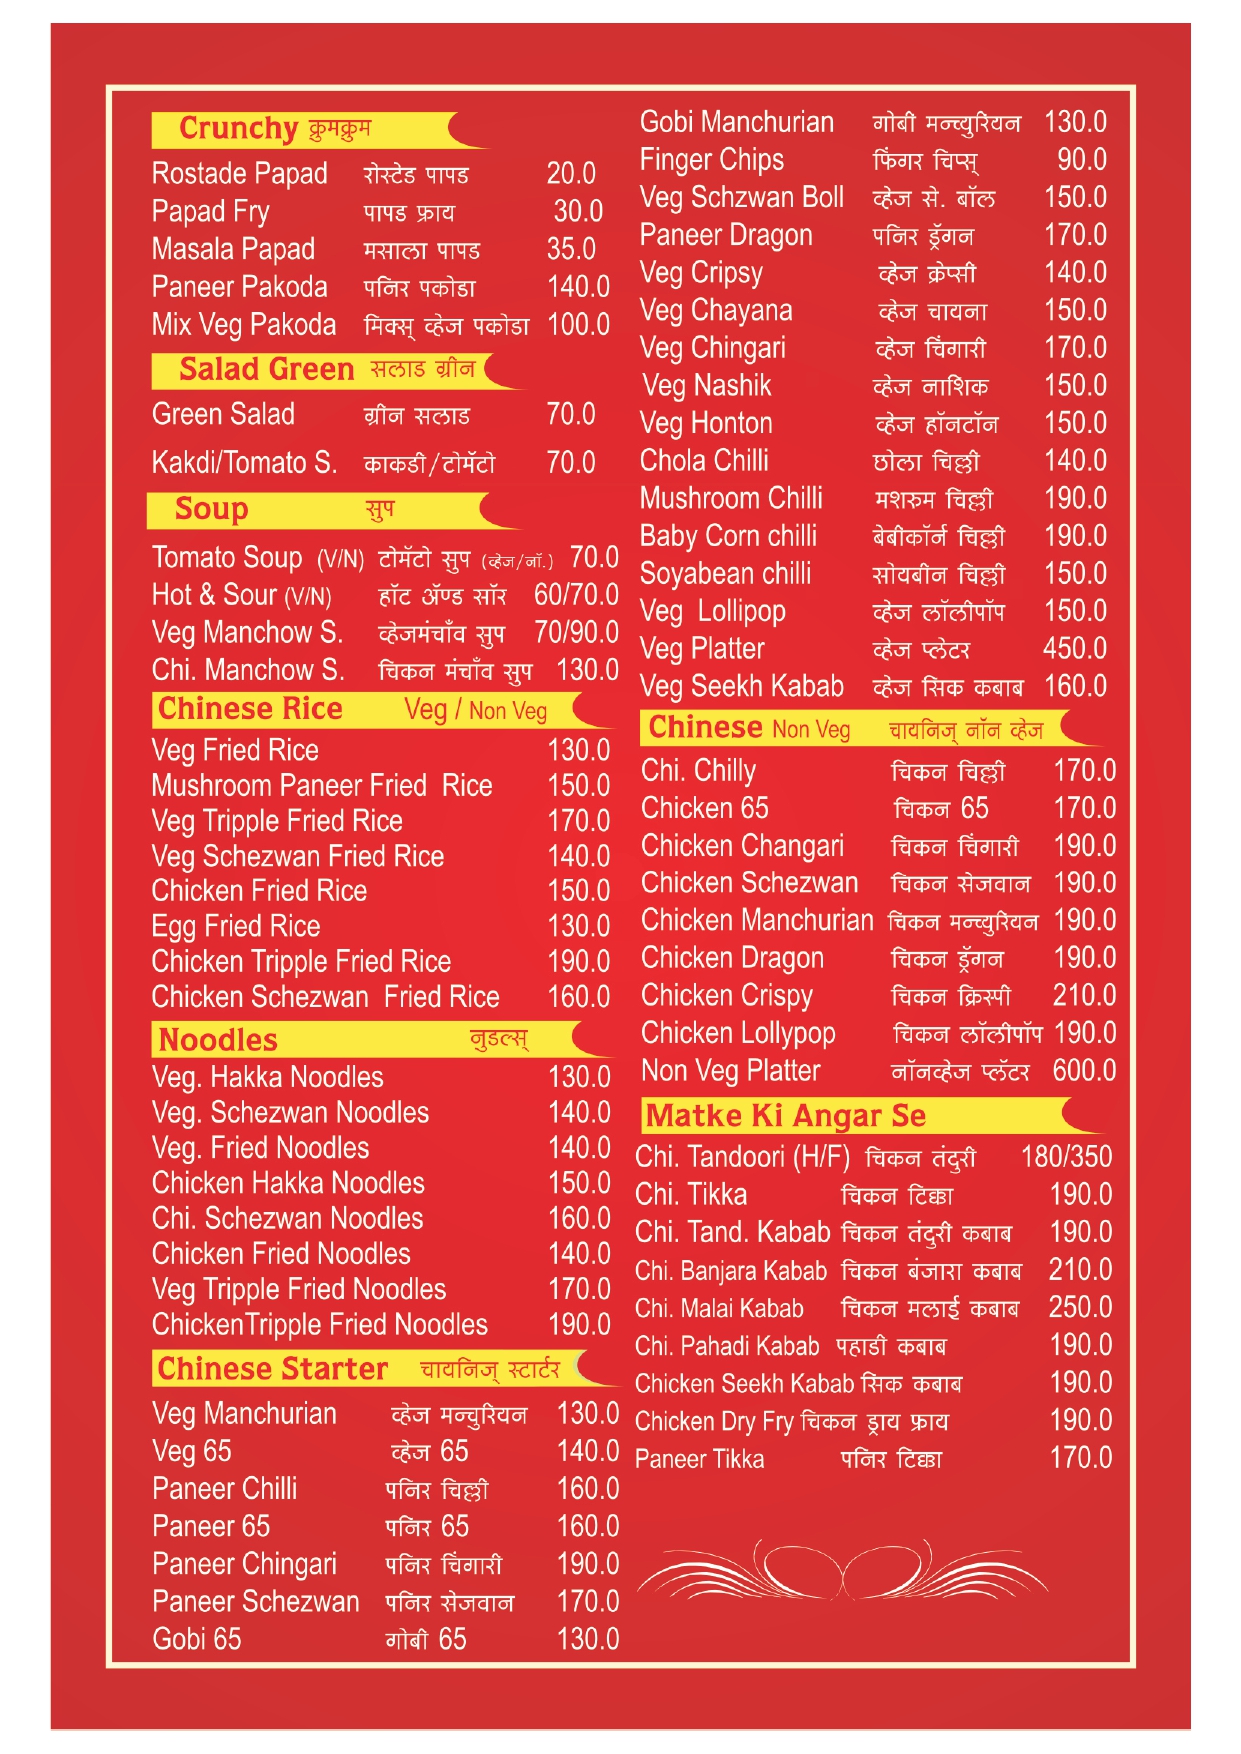 Crunchy क्रुमक्रुम
Rostade Papad रोस्टेड पापड 20.0
Papad Fry पापड फ्राय 30.0
Masala Papad मसाला पापड 35.0
Paneer Pakoda पनिर पकोडा 140.0
Mix Veg Pakoda मिक्स् व्हेज पकोडा 100.0
Salad Green सलाड ग्रीन
Green Salad ग्रीन सलाड 70.0
Kakdi/Tomato S. काकडी/टोमॅटो 70.0
Soup सुप
Tomato Soup (V/N) टोमॅटो सुप (व्हेज/नॉ.) 70.0
Hot & Sour (V/N) हॉट ॲण्ड सॉर 60/70.0
Veg Manchow S. व्हेजमंचाँव सुप 70/90.0
Chi. Manchow S. चिकन मंचाँव सुप 130.0
Chinese Rice Veg / Non Veg
Veg Fried Rice 130.0
Mushroom Paneer Fried Rice 150.0
Veg Tripple Fried Rice 170.0
Veg Schezwan Fried Rice 140.0
Chicken Fried Rice 150.0
Egg Fried Rice 130.0
Chicken Tripple Fried Rice 190.0
Chicken Schezwan Fried Rice 160.0
Noodles नुडल्स्
Veg. Hakka Noodles 130.0
Veg. Schezwan Noodles 140.0
Veg. Fried Noodles 140.0
Chicken Hakka Noodles 150.0
Chi. Schezwan Noodles 160.0
Chicken Fried Noodles 140.0
Veg Tripple Fried Noodles 170.0
ChickenTripple Fried Noodles 190.0
Chinese Starter चायनिज् स्टार्टर
Veg Manchurian व्हेज मन्चुरियन 130.0
Veg 65 व्हेज 65 140.0
Paneer Chilli पनिर चिल्ली 160.0
Paneer 65 पनिर 65 160.0
Paneer Chingari पनिर चिंगारी 190.0
Paneer Schezwan पनिर सेजवान 170.0
Gobi 65 गोबी 65 130.0
Gobi Manchurian गोबी मन्च्युरियन 130.0
Finger Chips फिंगर चिप्स् 90.0
Veg Schzwan Boll व्हेज से. बॉल 150.0
Paneer Dragon पनिर ड्रॅगन 170.0
Veg Cripsy व्हेज क्रेप्सी 140.0
Veg Chayana व्हेज चायना 150.0
Veg Chingari व्हेज चिंगारी 170.0
Veg Nashik व्हेज नाशिक 150.0
Veg Honton व्हेज हॉनटॉन 150.0
Chola Chilli छोला चिल्ली 140.0
Mushroom Chilli मशरुम चिल्ली 190.0
Baby Corn chilli बेबीकॉर्न चिल्ली 190.0
Soyabean chilli सोयबीन चिल्ली 150.0
Veg Lollipop व्हेज लॉलीपॉप 150.0
Veg Platter व्हेज प्लेटर 450.0
Veg Seekh Kabab व्हेज सिक कबाब 160.0
Chinese Non Veg चायनिज् नॉन व्हेज
Chi. Chilly चिकन चिल्ली 170.0
Chicken 65 चिकन 65 170.0
Chicken Changari चिकन चिंगारी 190.0
Chicken Schezwan चिकन सेजवान 190.0
Chicken Manchurian चिकन मन्च्युरियन 190.0
Chicken Dragon चिकन ड्रॅगन 190.0
Chicken Crispy चिकन क्रिस्पी 210.0
Chicken Lollypop चिकन लॉलीपॉप 190.0
Non Veg Platter नॉनव्हेज प्लॅटर 600.0
Matke Ki Angar Se
Chi. Tandoori (H/F) चिकन तंदुरी 180/350
Chi. Tikka चिकन टिक्का 190.0
Chi. Tand. Kabab चिकन तंदुरी कबाब 190.0
Chi. Banjara Kabab चिकन बंजारा कबाब 210.0
Chi. Malai Kabab चिकन मलाई कबाब 250.0
Chi. Pahadi Kabab पहाडी कबाब 190.0
Chicken Seekh Kabab सिक कबाब 190.0
Chicken Dry Fry चिकन ड्राय फ्राय 190.0
Paneer Tikka पनिर टिक्का 170.0